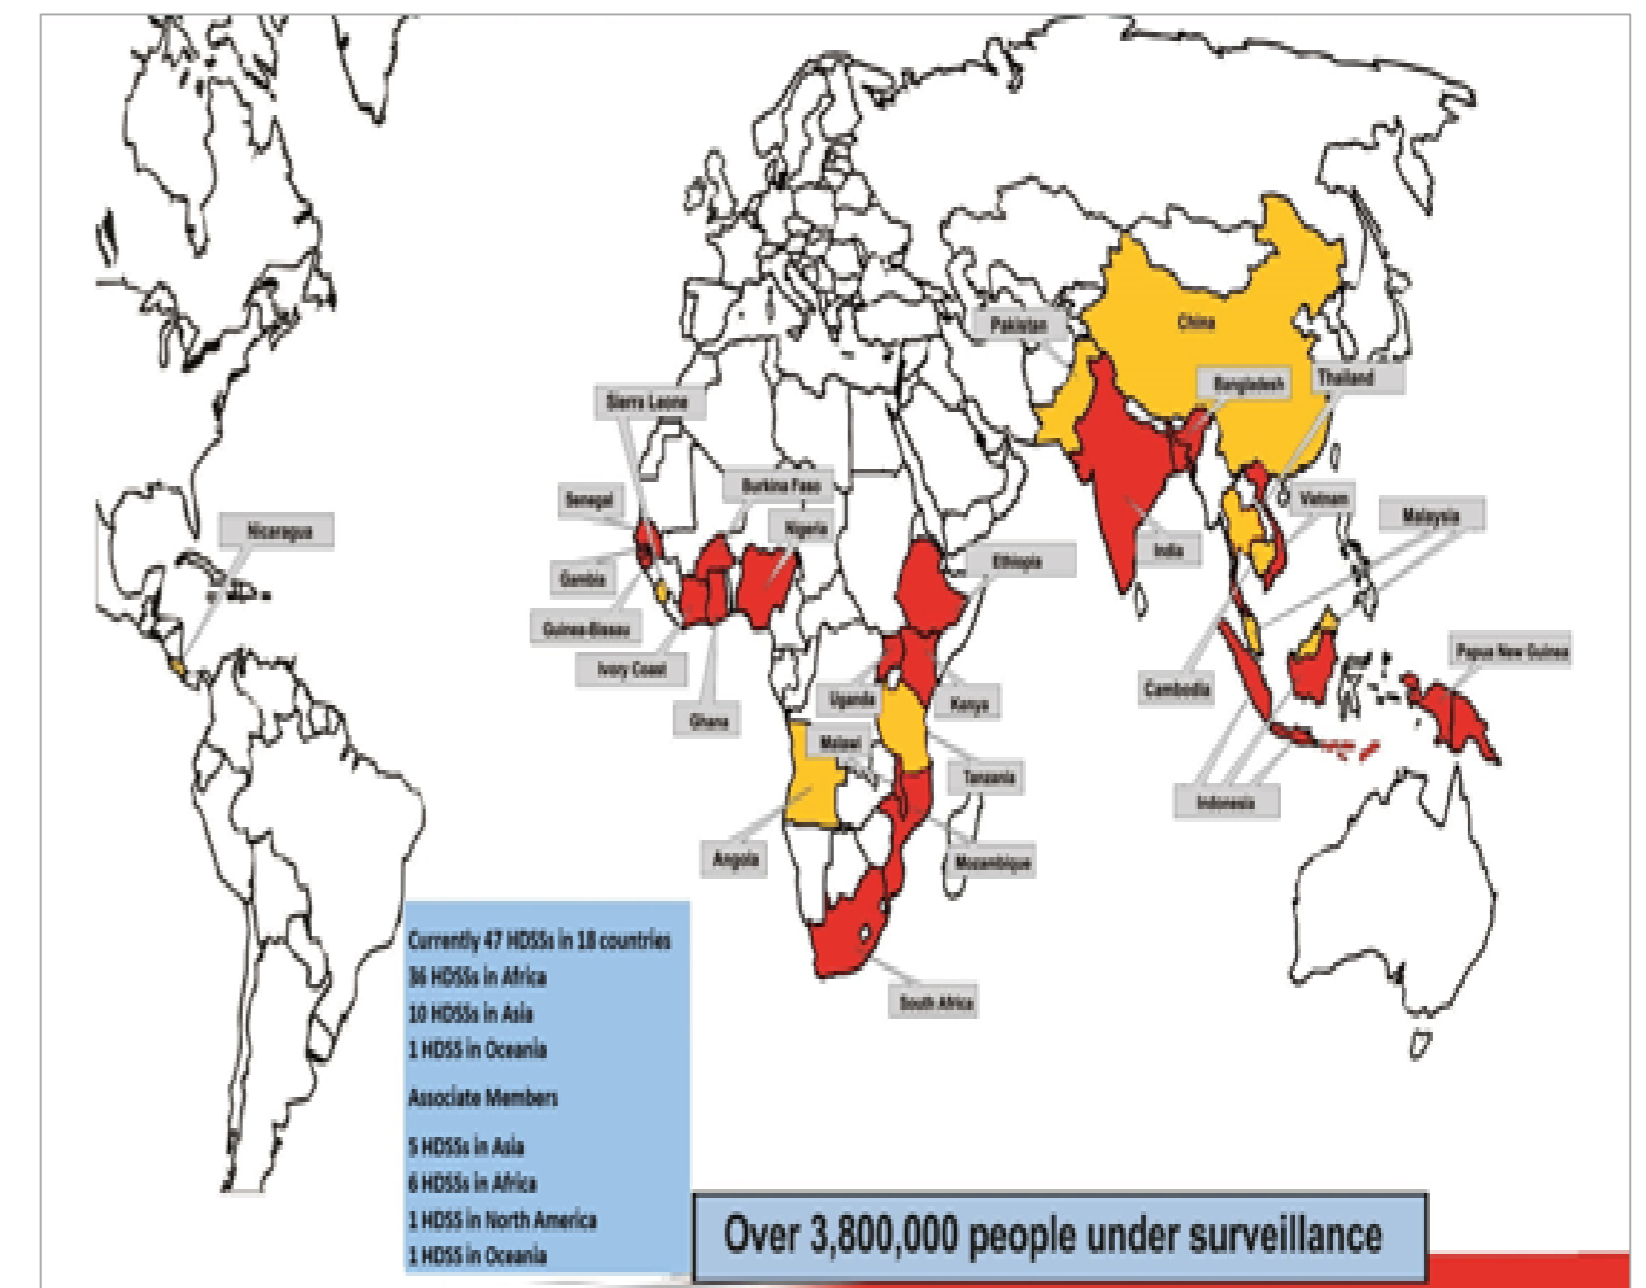 Pakistan
China
Bangladesh
Thailand
Sierra Leone
Senegal
Burkina Faso
Nigeria
Vietnam
Malaysia
Nicaragua
India
Ethiopia
Gambia
Guinea-Bissau
Ivory Coast
Ghana
Uganda
Kenya
Cambodia
Papua New Guinea
Malawi
Tanzania
Indonesia
Angola
Mozambique
South Africa
Currently 47 HDSSs in 18 countries
36 HDSSs in Africa
10 HDSSs in Asia
1 HDSS in Oceania
Associate Members
5 HDSSs in Asia
6 HDSSs in Africa
1 HDSS in North America
1 HDSS in Oceania
Over 3,800,000 people under surveillance